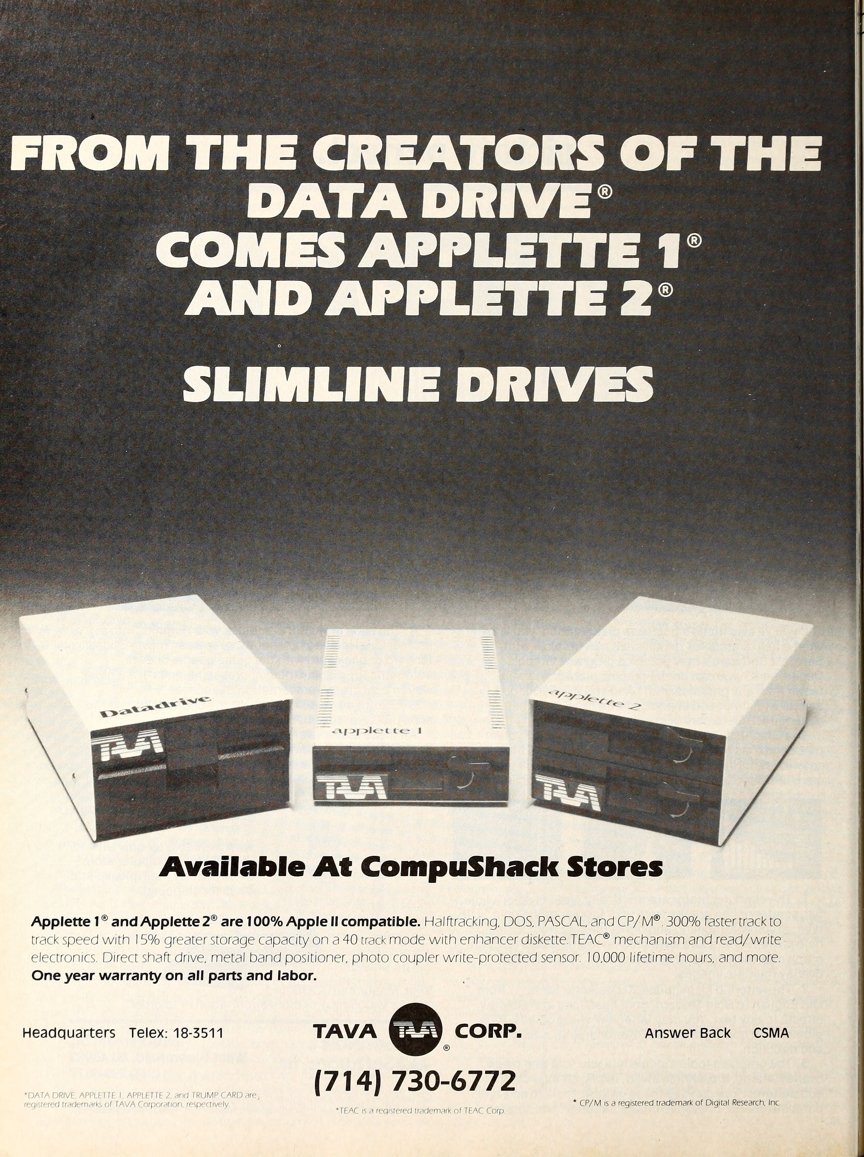 FROM THE CREATORS OF THE
DATA DRIVE®
COMES APPLETTE 1®
AND APPLETTE 2®
SLIMLINE DRIVES
Datadrive
TAVA
applette 1
TAVA
applette 2
TAVA
Available At CompuShack Stores
Applette 1® and Applette 2® are 100% Apple II compatible. Halftracking, DOS, PASCAL, and CP/M®. 300% faster track to
track speed with 15% greater storage capacity on a 40 track mode with enhancer diskette. TEAC® mechanism and read/write
electronics. Direct shaft drive, metal band positioner, photo coupler write-protected sensor. 10,000 lifetime hours, and more.
One year warranty on all parts and labor.
Headquarters Telex: 18-3511
TAVA TAVA ® CORP.
Answer Back CSMA
(714) 730-6772
*DATA DRIVE, APPLETTE 1, APPLETTE 2, and TRUMP CARD are
registered trademarks of TAVA Corporation, respectively.
*TEAC is a registered trademark of TEAC Corp.
* CP/M is a registered trademark of Digital Research, Inc.